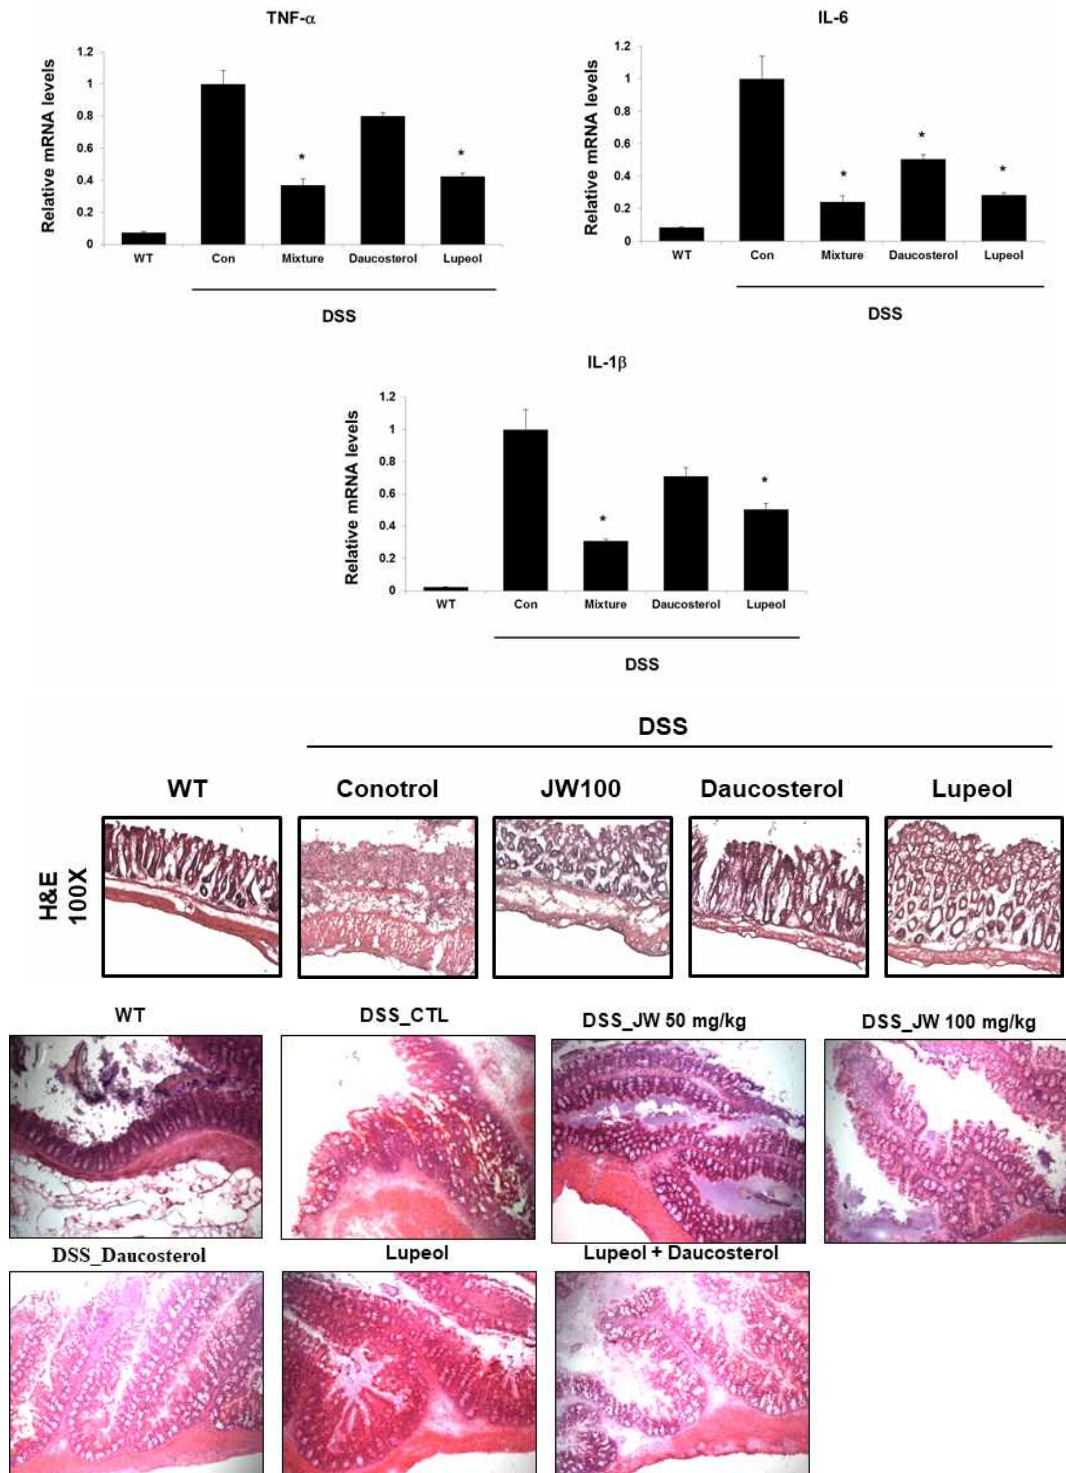 TNF-α
Relative mRNA levels
1.2
1
0.8
0.6
0.4
0.2
0
*
*
WT Con Mixture Daucosterol Lupeol
DSS
IL-6
Relative mRNA levels
1.2
1
0.8
0.6
0.4
0.2
0
*
*
*
WT Con Mixture Daucosterol Lupeol
DSS
IL-1β
Relative mRNA levels
1.2
1
0.8
0.6
0.4
0.2
0
*
*
WT Con Mixture Daucosterol Lupeol
DSS
DSS
WT Conotrol JW100 Daucosterol Lupeol
H&E
100X
WT DSS_CTL DSS_JW 50 mg/kg DSS_JW 100 mg/kg
DSS_Daucosterol Lupeol Lupeol + Daucosterol